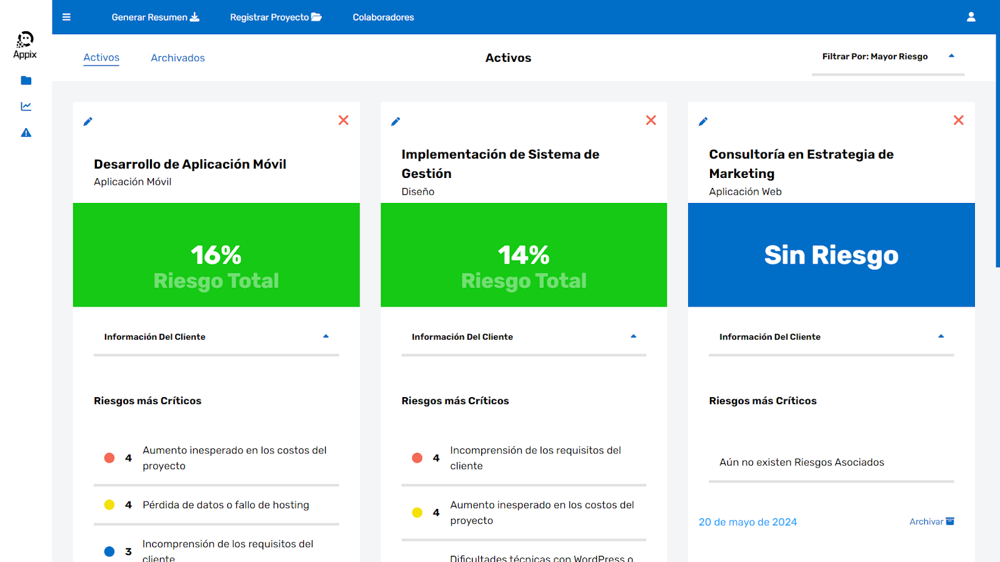 Generar Resumen
Registrar Proyecto
Colaboradores
Appix
Activos
Archivados
Activos
Filtrar Por: Mayor Riesgo
Desarrollo de Aplicación Móvil
Aplicación Móvil
16%
Riesgo Total
Información Del Cliente
Riesgos más Críticos
4
Aumento inesperado en los costos del
proyecto
4
Pérdida de datos o fallo de hosting
3
Incomprensión de los requisitos del
cliente
Implementación de Sistema de
Gestión
Diseño
14%
Riesgo Total
Información Del Cliente
Riesgos más Críticos
4
Incomprensión de los requisitos del
cliente
4
Aumento inesperado en los costos del
proyecto
Dificultades técnicas con WordPress o
Consultoría en Estrategia de
Marketing
Aplicación Web
Sin Riesgo
Información Del Cliente
Riesgos más Críticos
Aún no existen Riesgos Asociados
20 de mayo de 2024
Archivar